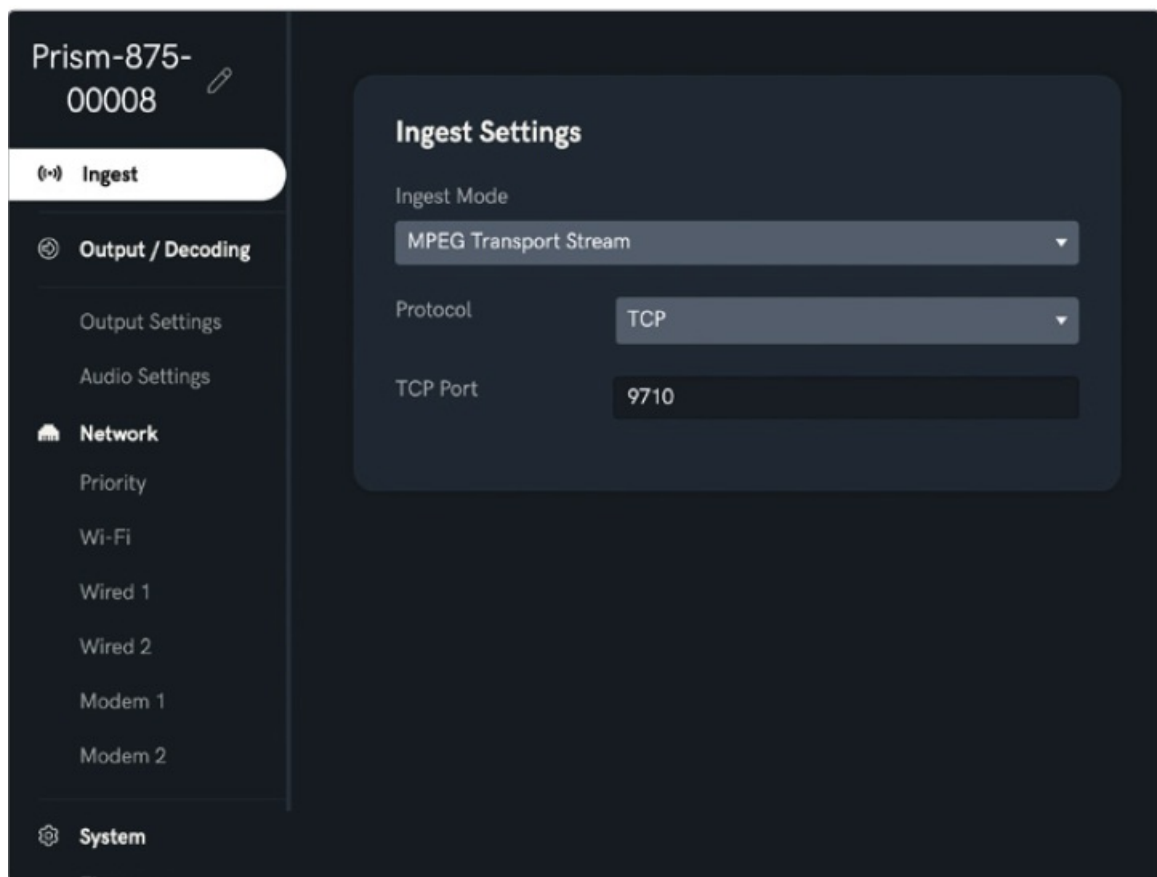 Prism-875-
00008
Ingest
Output / Decoding
Output Settings
Audio Settings
Network
Priority
Wi-Fi
Wired 1
Wired 2
Modem 1
Modem 2
System
Ingest Settings
Ingest Mode
MPEG Transport Stream
Protocol
TCP
TCP Port
9710